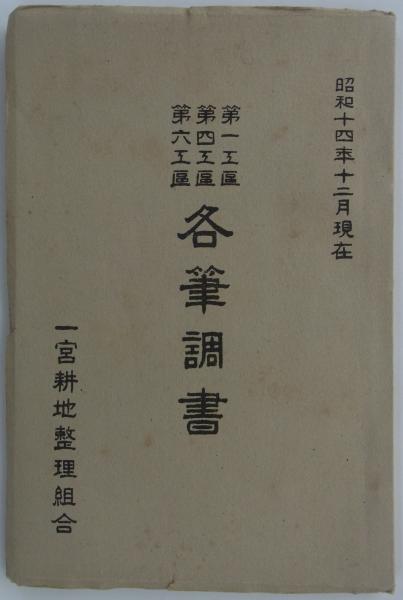 昭和十四年十二月現在
第一工區
第四工區
第六工區
各筆調書
一宮耕地整理組合